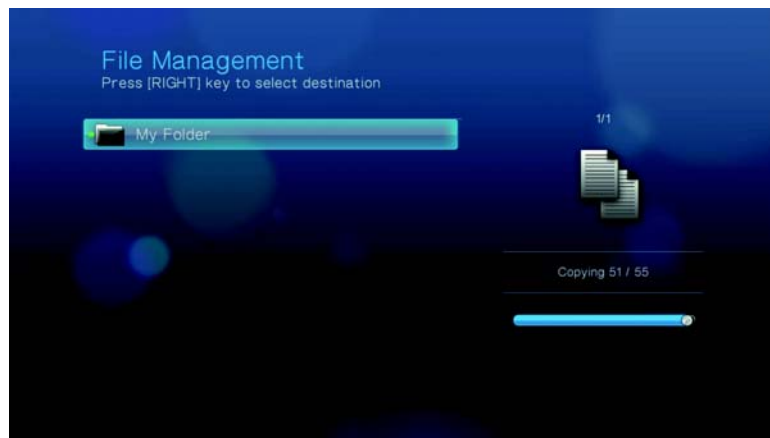 File Management
Press [RIGHT] key to select destination
My Folder
1/1
Copying 51 / 55